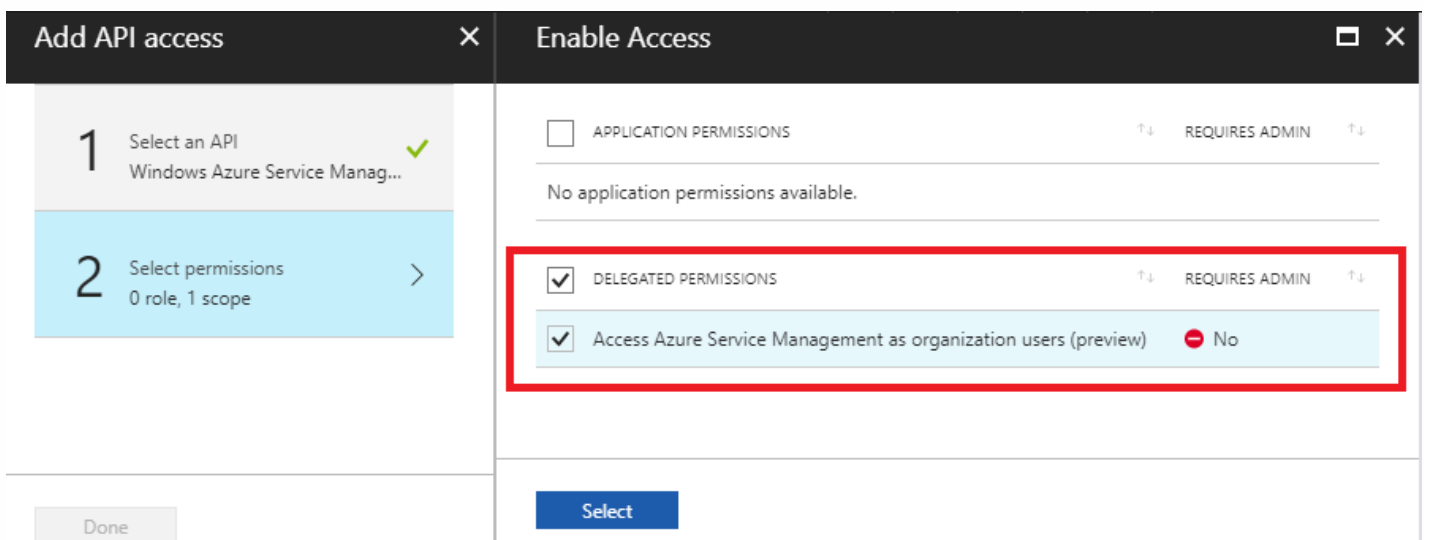 Add API access
1
Select an API
Windows Azure Service Manag...
2
Select permissions
0 role, 1 scope
Done
Enable Access
APPLICATION PERMISSIONS REQUIRES ADMIN
No application permissions available.
DELEGATED PERMISSIONS REQUIRES ADMIN
Access Azure Service Management as organization users (preview) No
Select